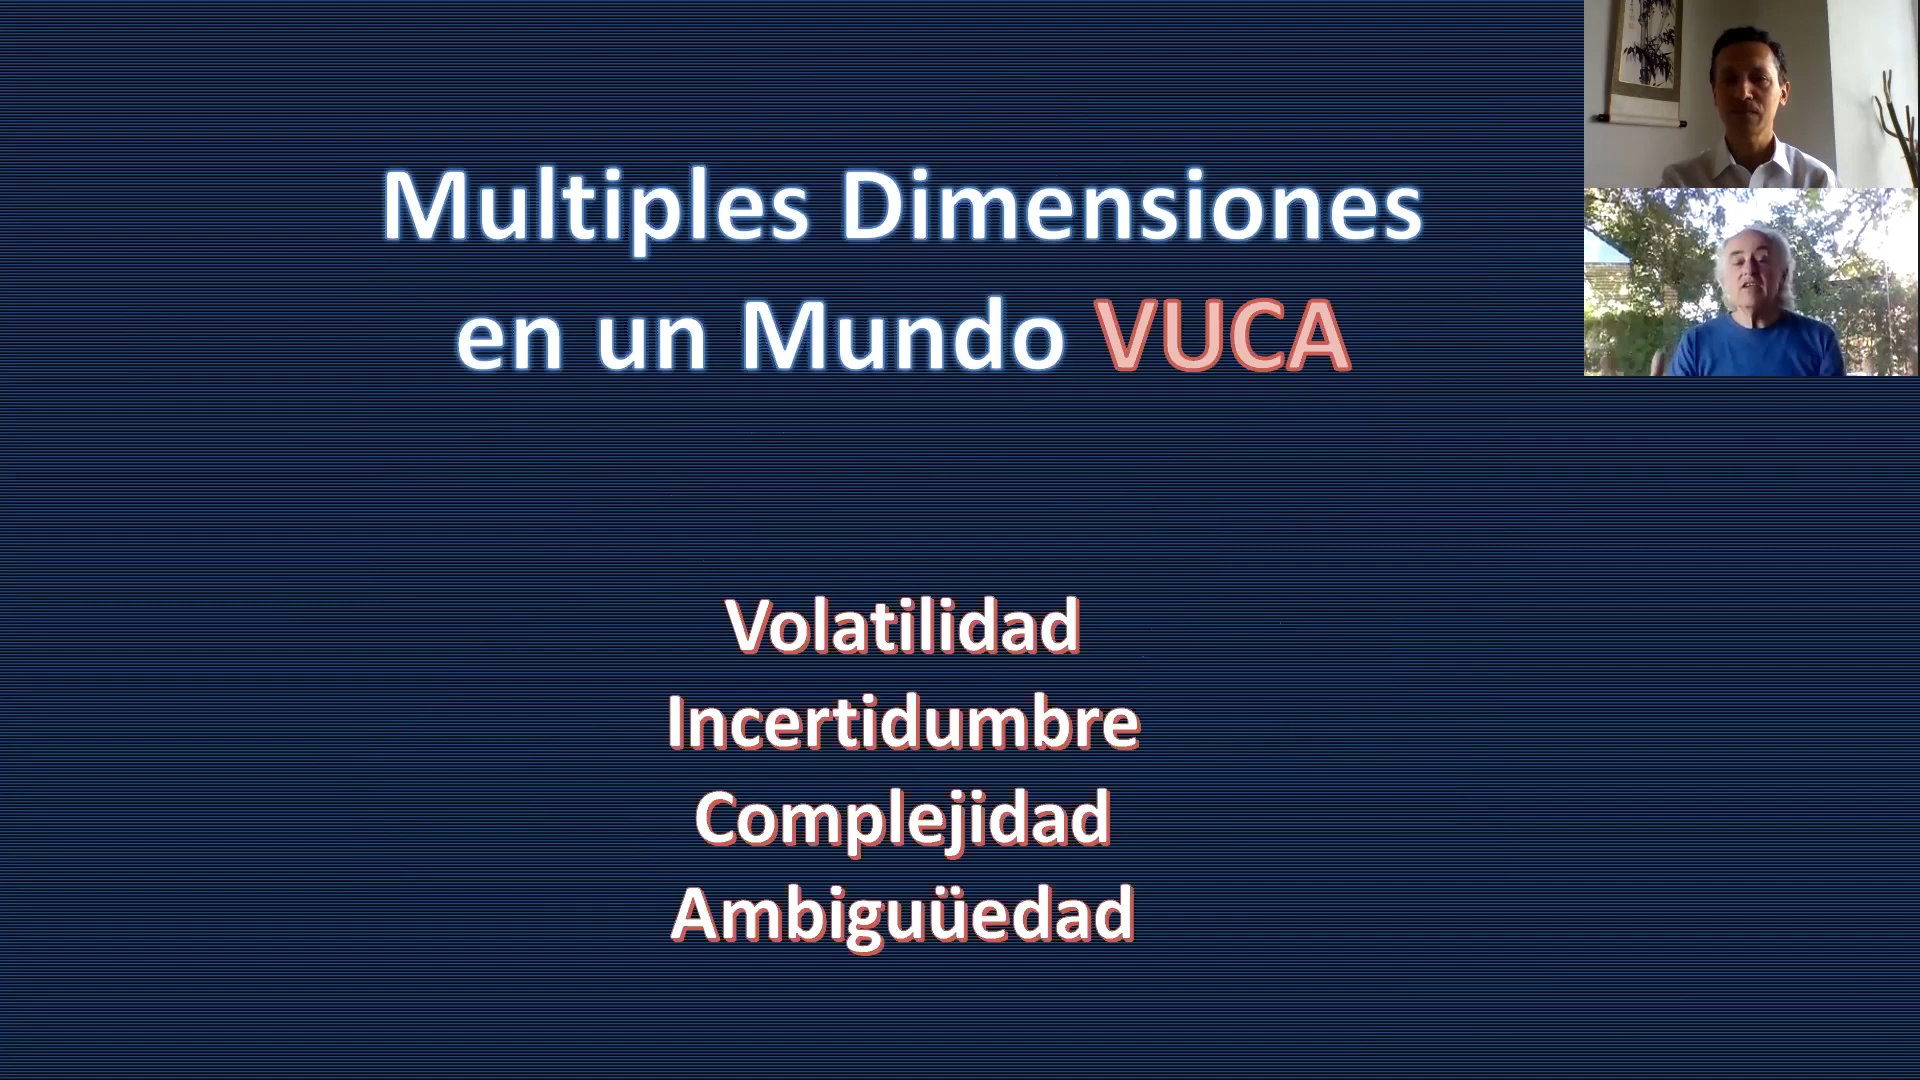 Multiples Dimensiones
en un Mundo VUCA
Volatilidad
Incertidumbre
Complejidad
Ambiguüedad